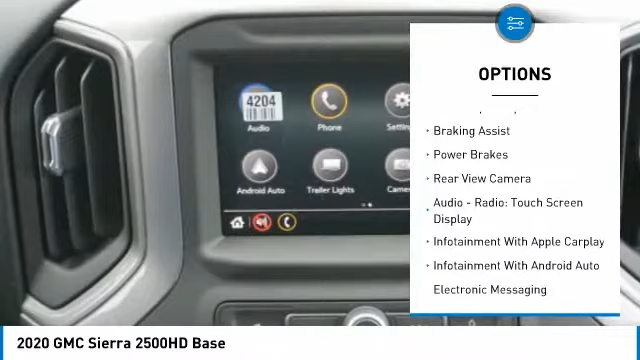 OPTIONS
Braking Assist
Power Brakes
Rear View Camera
Audio - Radio: Touch Screen
Display
Infotainment With Apple Carplay
Infotainment With Android Auto
Electronic Messaging
4204
Audio
Phone
Android Auto
Trailer Lights
2020 GMC Sierra 2500HD Base